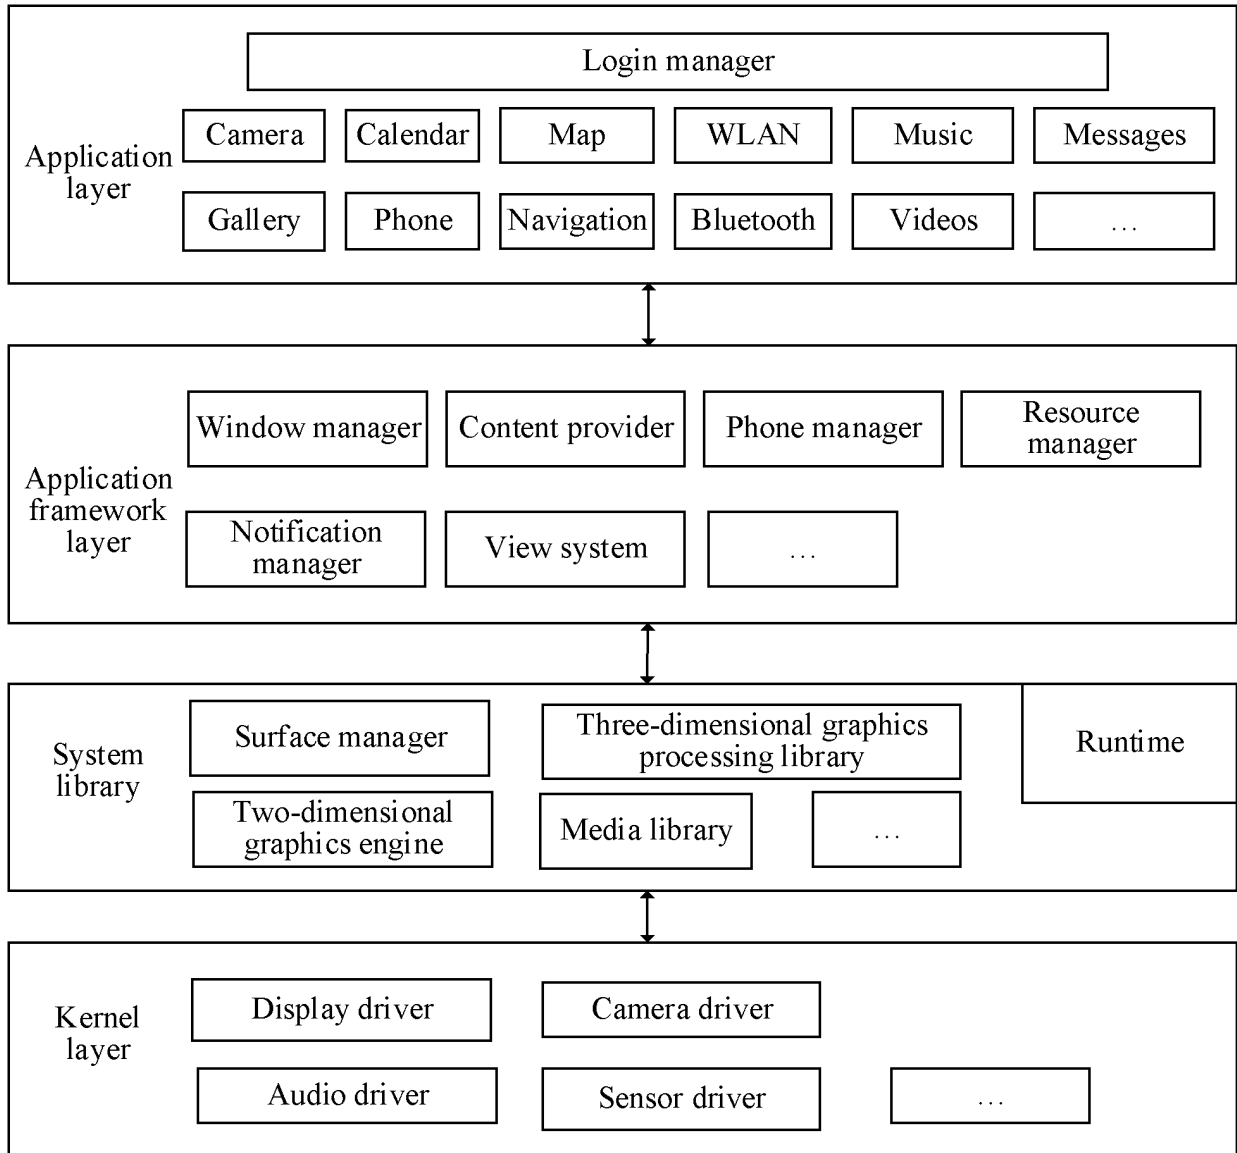 Login manager
Camera
Calendar
Map
WLAN
Music
Messages
Application
layer
Gallery
Phone
Navigation
Bluetooth
Videos
...
Window manager
Content provider
Phone manager
Resource
manager
Application
framework
layer
Notification
manager
View system
...
Surface manager
Three-dimensional graphics
processing library
Runtime
System
library
Two-dimensional
graphics engine
Media library
...
Display driver
Camera driver
Kernel
layer
Audio driver
Sensor driver
...